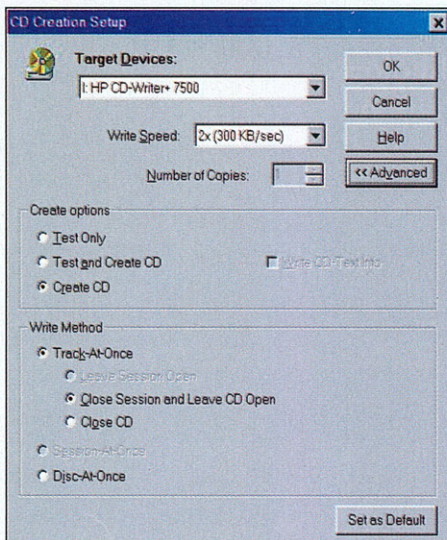 CD Creation Setup
Target Devices:
I: HP CD-Writer+ 7500
OK
Cancel
Write Speed: 2x (300 KB/sec)
Help
Number of Copies: 1
<< Advanced
Create options
Test Only
Test and Create CD
Write CD-Text Info
Create CD
Write Method
Track-At-Once
Leave Session Open
Close Session and Leave CD Open
Close CD
Session-At-Once
Disc-At-Once
Set as Default